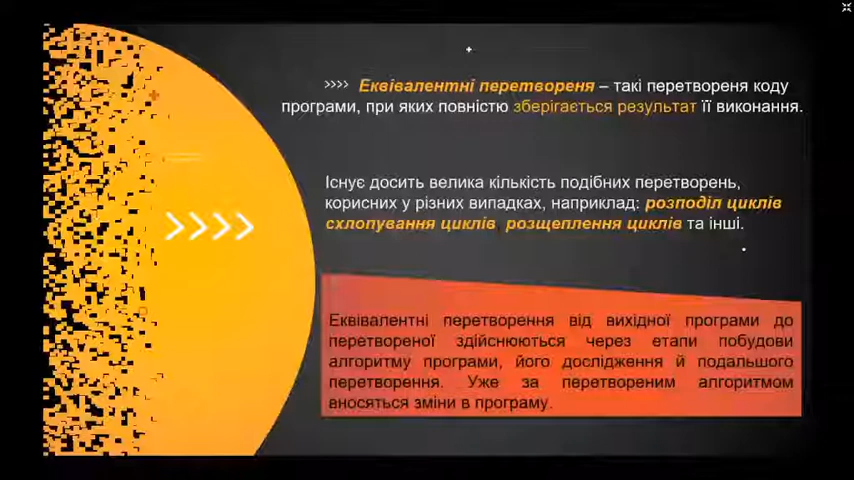 >>>> Еквівалентні перетвореня – такі перетвореня коду
програми, при яких повністю зберігається результат її виконання.
Існує досить велика кількість подібних перетворень,
корисних у різних випадках, наприклад: розподіл циклів
схлопування циклів, розщеплення циклів та інші.
Еквівалентні перетворення від вихідної програми до
перетвореної здійснюються через етапи побудови
алгоритму програми, його дослідження й подальшого
перетворення. Уже за перетвореним алгоритмом
вносяться зміни в програму.